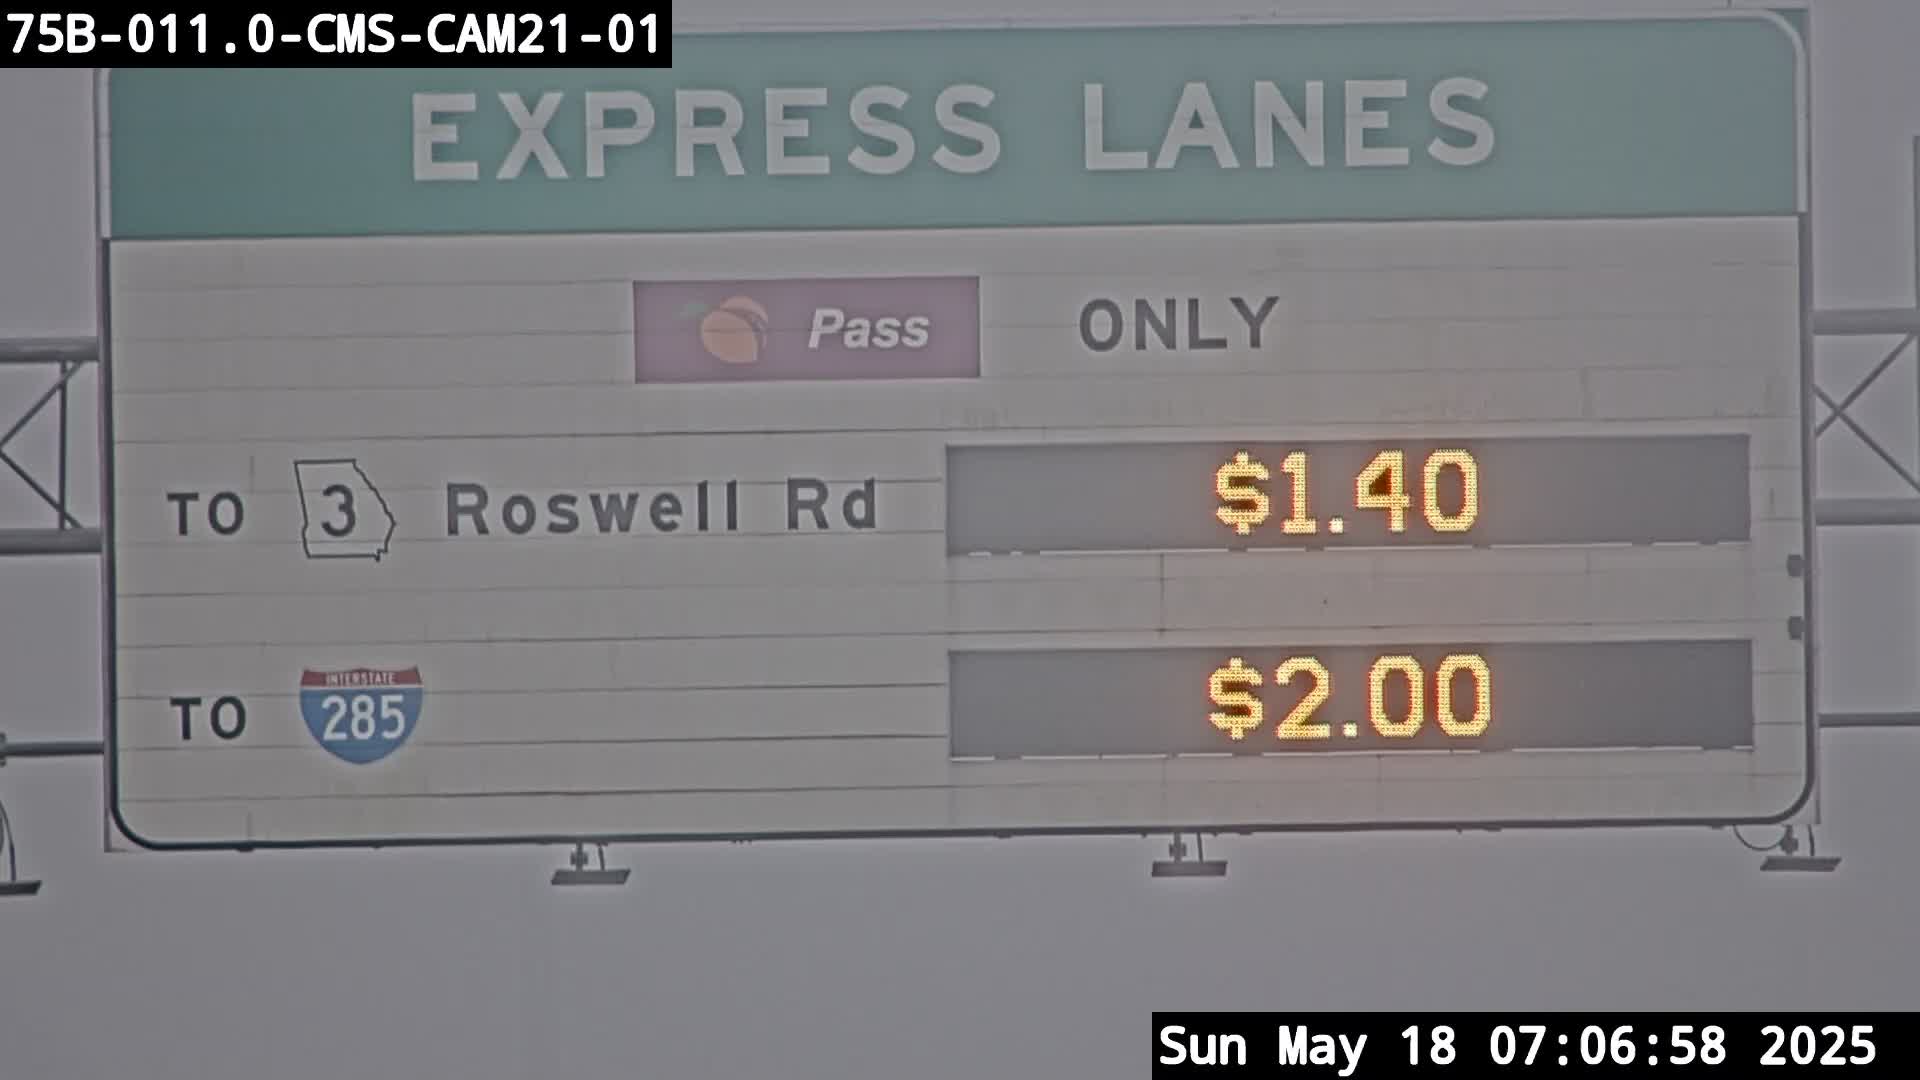 75B-011.0-CMS-CAM21-01
EXPRESS LANES
Pass ONLY
TO 3 Roswell Rd $1.40
INTERSTATE
TO 285 $2.00
Sun May 18 07:06:58 2025